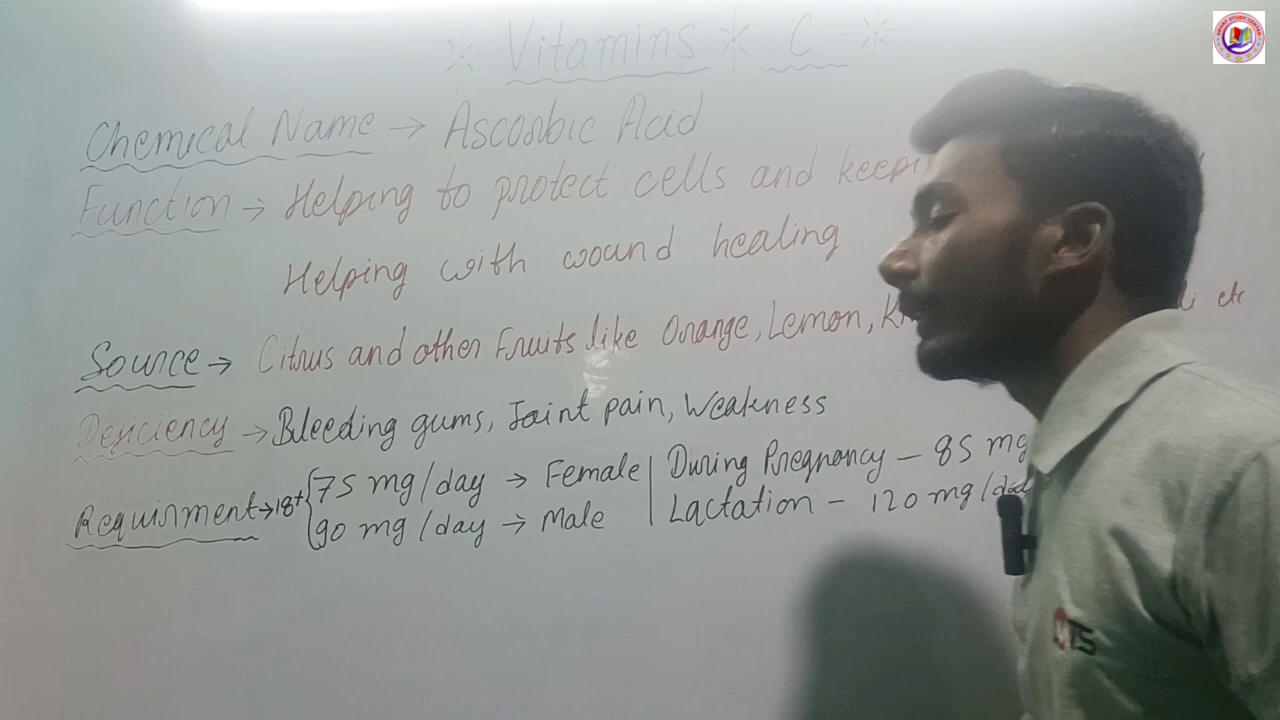 Vitamins C
Chemical Name → Ascorbic Acid
Function → Helping to protect cells and
Helping with wound healing
Source → Citrus and other Fruits like Orange, Lemon, etc
Deficiency → Bleeding gums, Joint pain, Weakness
Requirment → 18+ { 75 mg/day → Female | During Pregnancy – 85 mg
90 mg/day → Male | Lactation – 120 mg/day